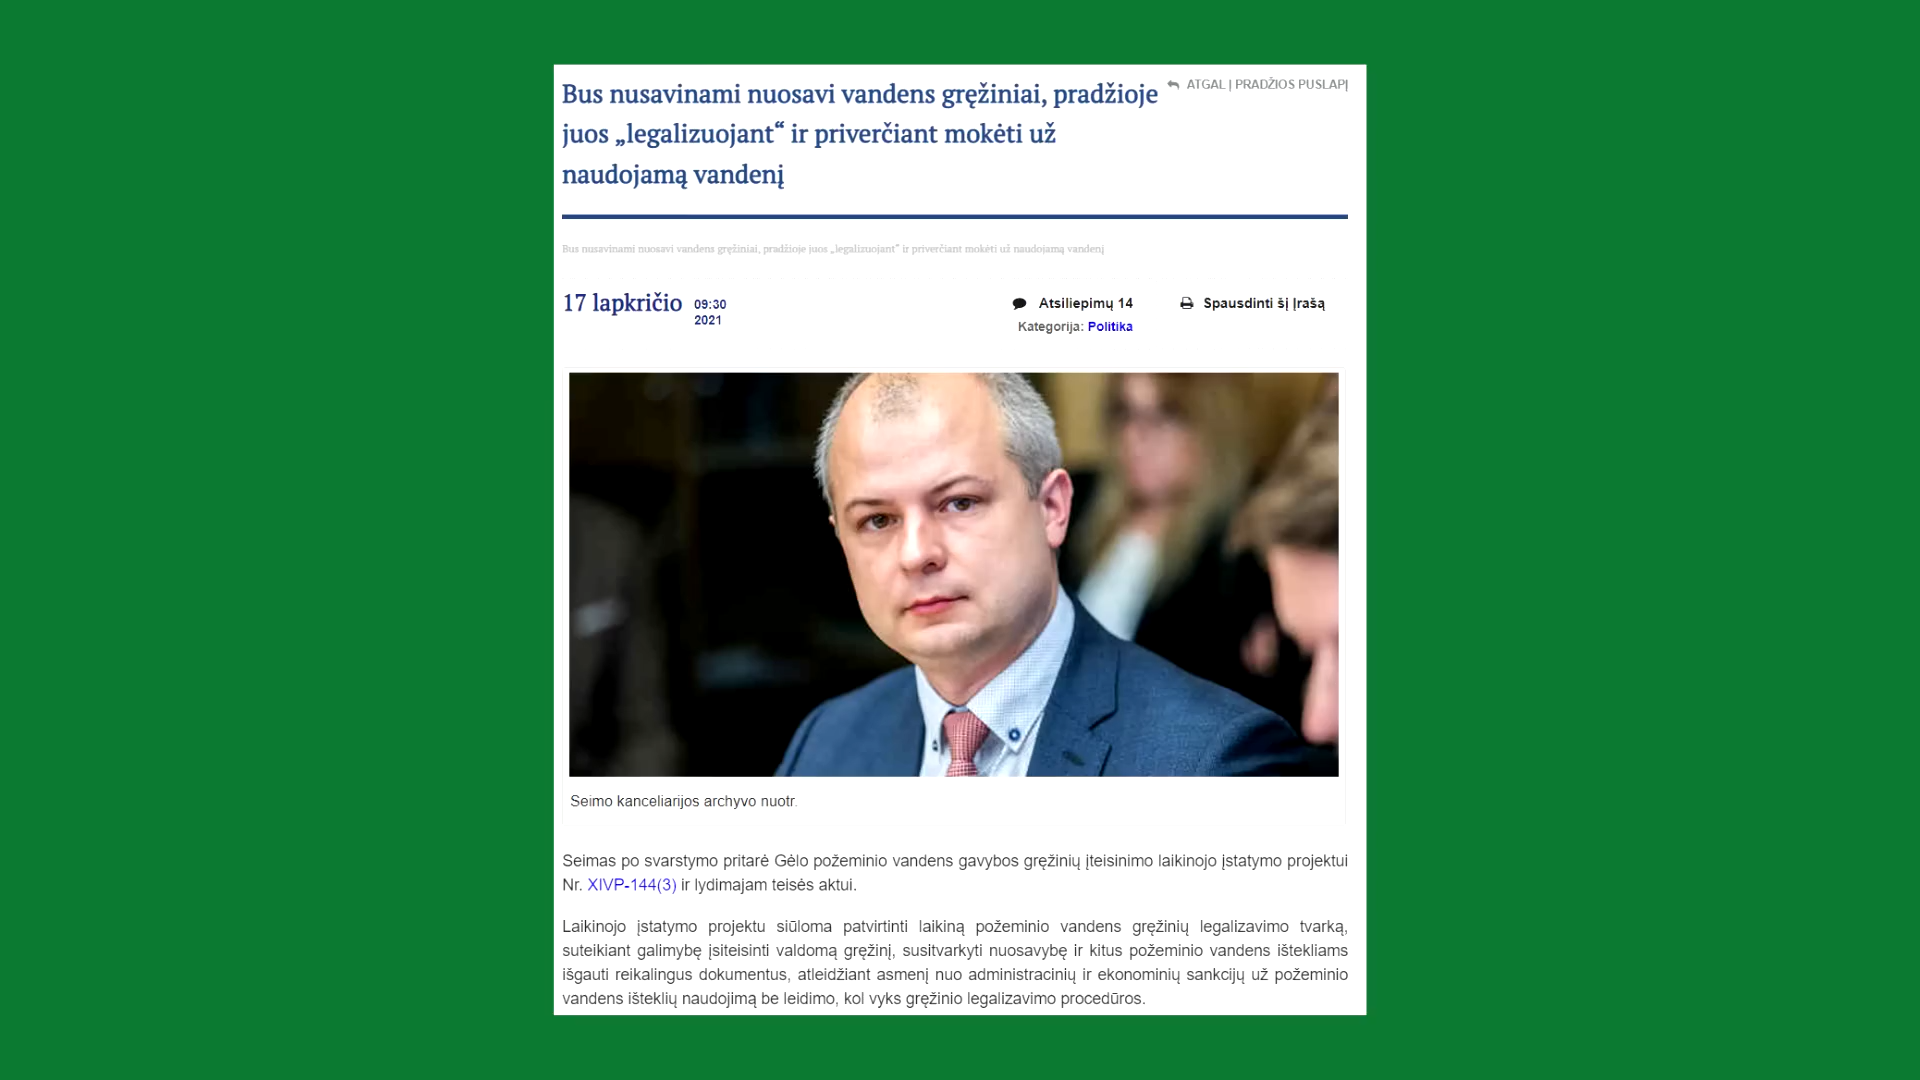 Bus nusavinami nuosavi vandens gręžiniai, pradžioje
juos „legalizuojant“ ir priverčiant mokėti už
naudojamą vandenį
ATGAL Į PRADŽIOS PUSLAPĮ
Bus nusavinami nuosavi vandens gręžiniai, pradžioje juos „legalizuojant“ ir priverčiant mokėti už naudojamą vandenį
17 lapkričio 09:30
2021
Atsiliepimų 14
Kategorija: Politika
Spausdinti šį Įrašą
Seimo kanceliarijos archyvo nuotr.
Seimas po svarstymo pritarė Gėlo požeminio vandens gavybos gręžinių įteisinimo laikinojo įstatymo projektui
Nr. XIVP-144(3) ir lydimajam teisės aktui.
Laikinojo įstatymo projektu siūloma patvirtinti laikiną požeminio vandens gręžinių legalizavimo tvarką,
suteikiant galimybę įsiteisinti valdomą gręžinį, susitvarkyti nuosavybę ir kitus požeminio vandens ištekliams
išgauti reikalingus dokumentus, atleidžiant asmenį nuo administracinių ir ekonominių sankcijų už požeminio
vandens išteklių naudojimą be leidimo, kol vyks gręžinio legalizavimo procedūros.